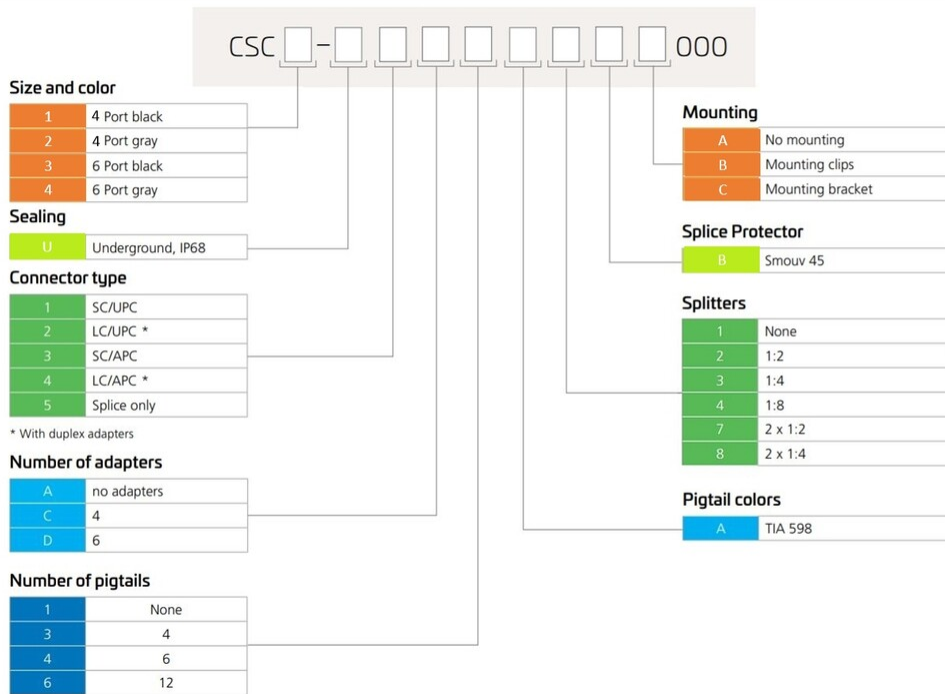 CSC - 000
Size and color
1 4 Port black
2 4 Port gray
3 6 Port black
4 6 Port gray
Sealing
U Underground, IP68
Connector type
1 SC/UPC
2 LC/UPC *
3 SC/APC
4 LC/APC *
5 Splice only
* With duplex adapters
Number of adapters
A no adapters
C 4
D 6
Number of pigtails
1 None
3 4
4 6
6 12
Mounting
A No mounting
B Mounting clips
C Mounting bracket
Splice Protector
B Smouv 45
Splitters
1 None
2 1:2
3 1:4
4 1:8
7 2 x 1:2
8 2 x 1:4
Pigtail colors
A TIA 598